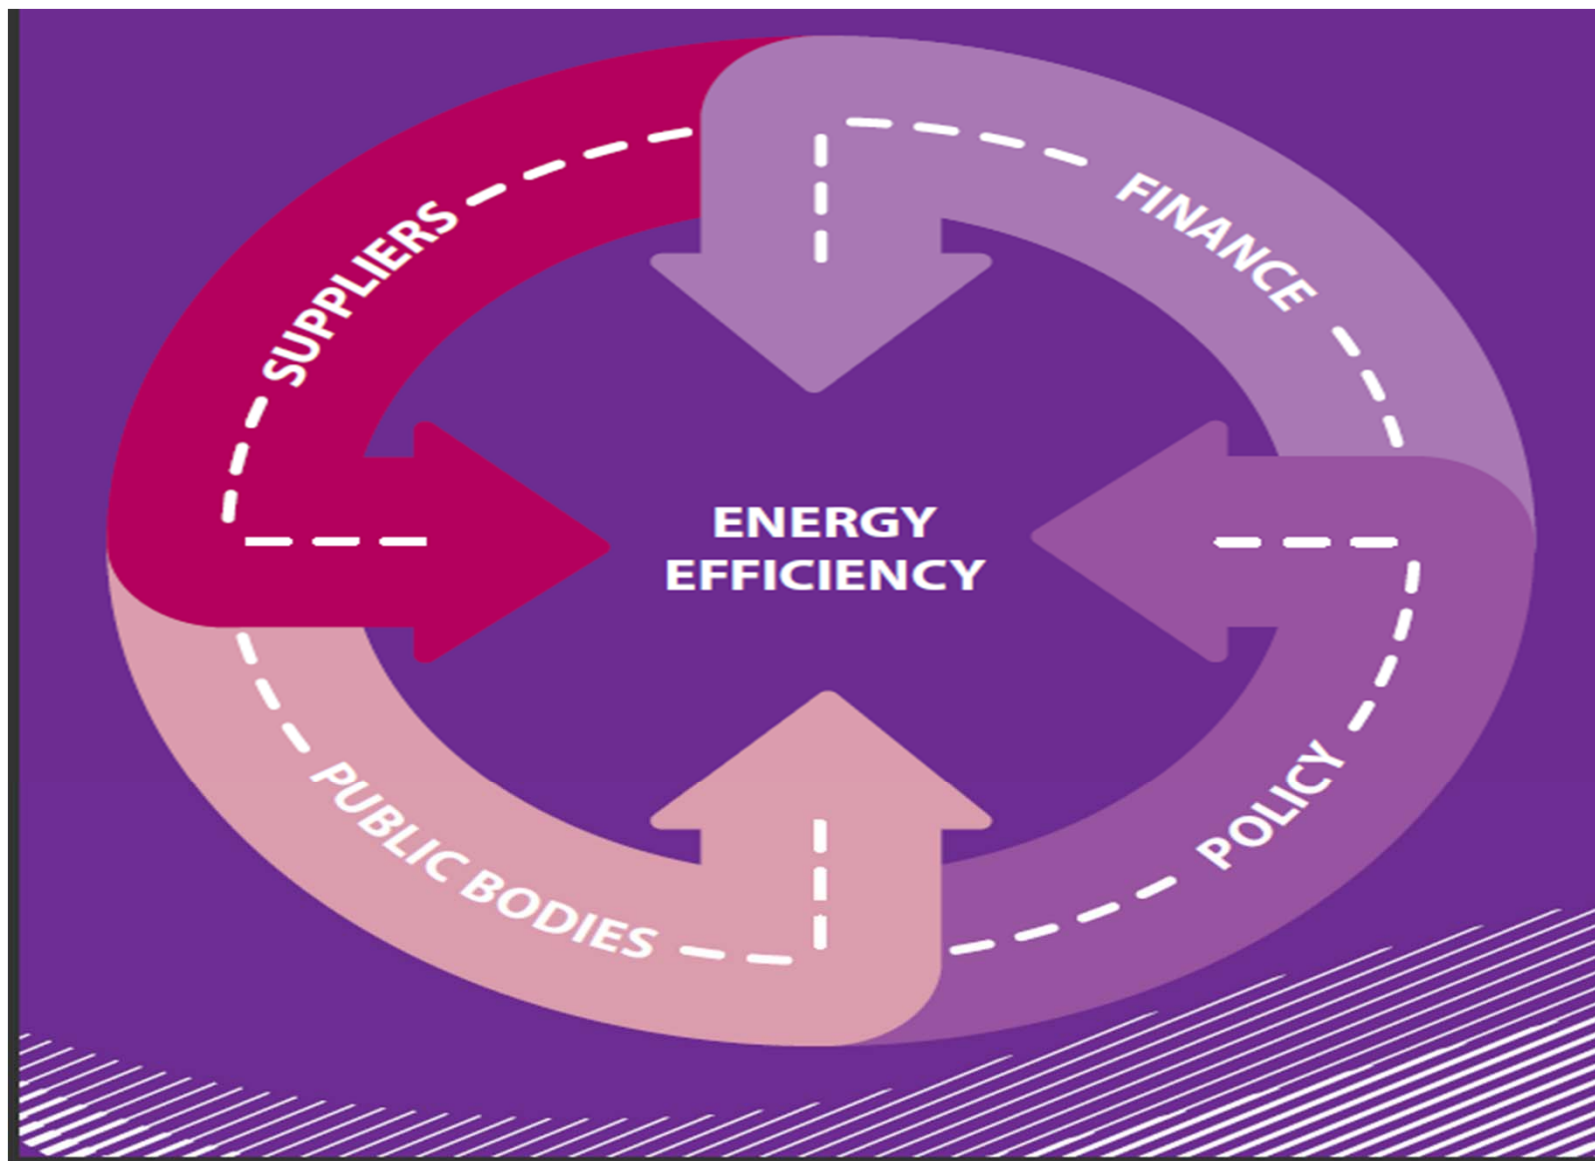 SUPPLIERS
FINANCE
ENERGY
EFFICIENCY
PUBLIC BODIES
POLICY